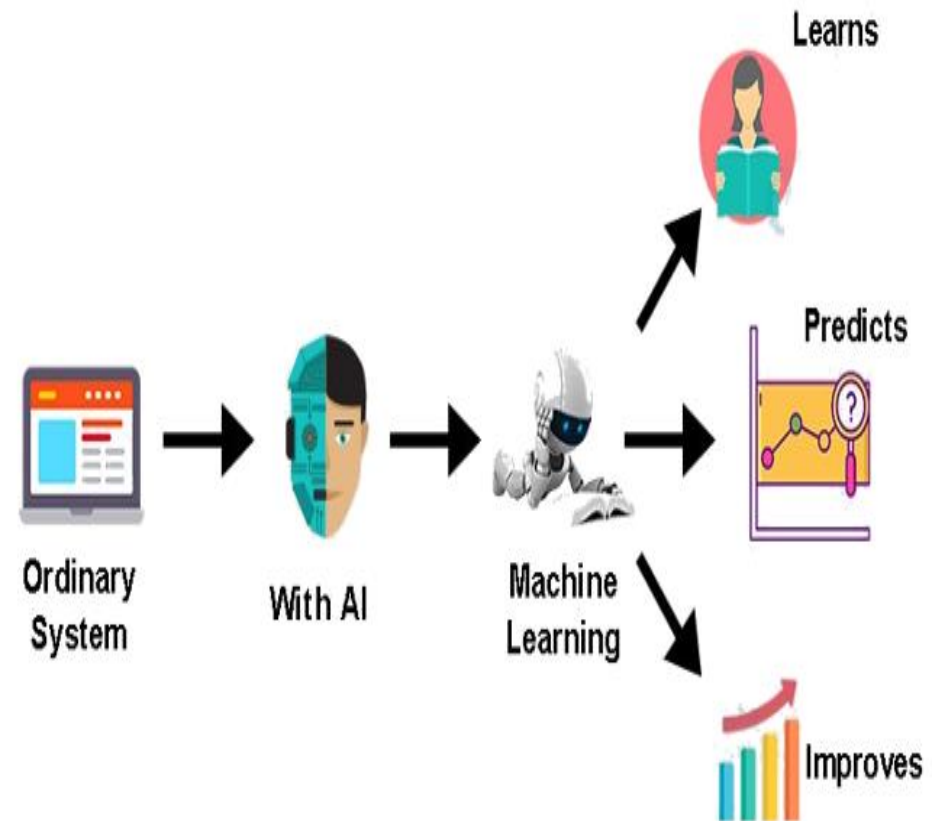 Learns
Predicts
?
Ordinary
System
With AI
Machine
Learning
Improves